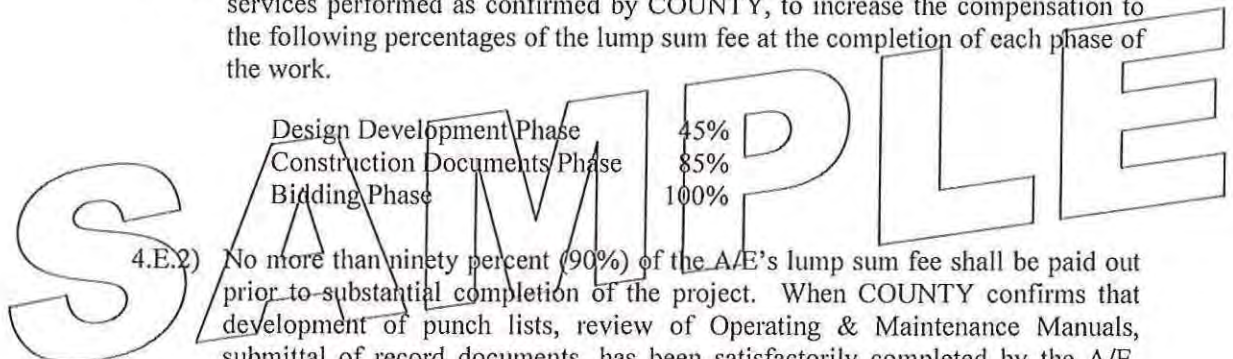 services performed as confirmed by COUNTY, to increase the compensation to
the following percentages of the lump sum fee at the completion of each phase of
the work.
Design Development Phase 45%
Construction Documents Phase 85%
Bidding Phase 100%
SAMPLE
4.E.2) No more than ninety percent (90%) of the A/E's lump sum fee shall be paid out
prior to substantial completion of the project. When COUNTY confirms that
development of punch lists, review of Operating & Maintenance Manuals,
submittal of record documents, has been satisfactorily completed by the A/E,